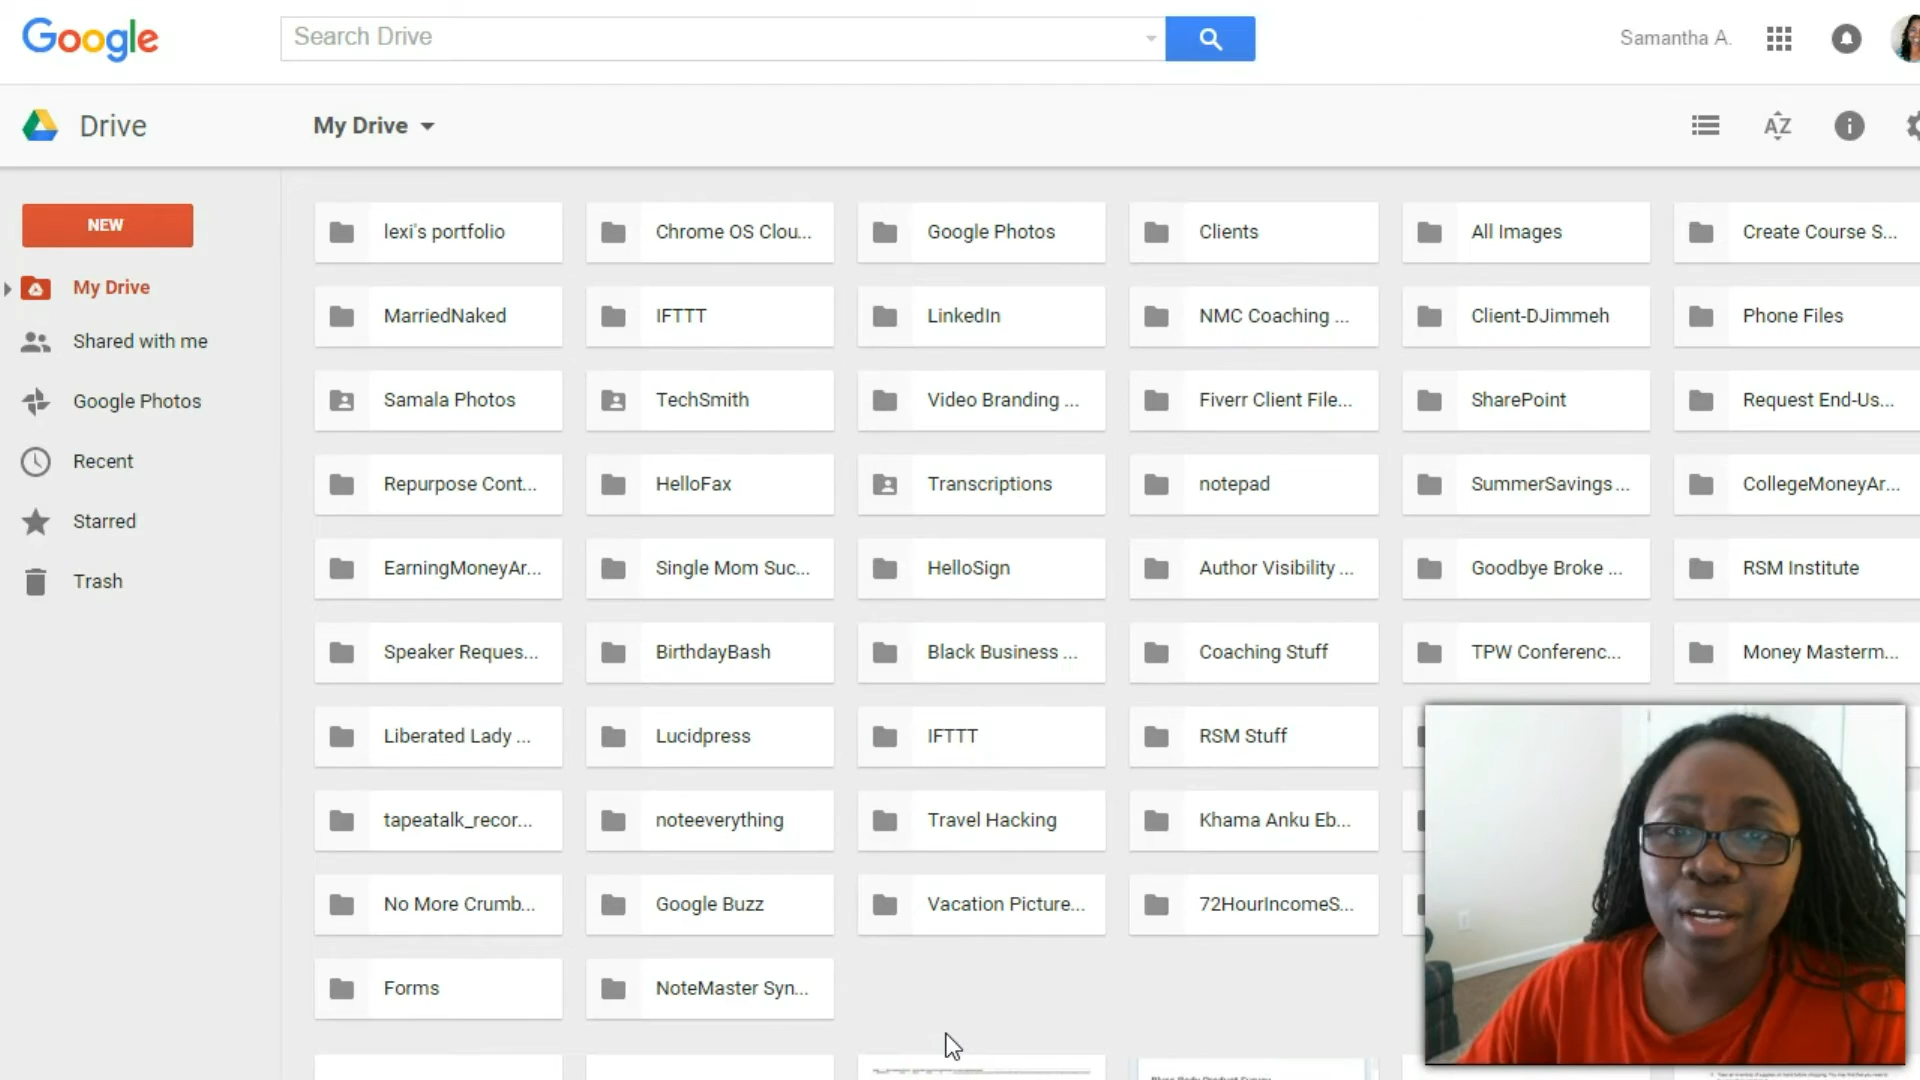 Google
Search Drive
Samantha A.
Drive
My Drive
AZ
NEW
My Drive
Shared with me
Google Photos
Recent
Starred
Trash
lexi's portfolio
Chrome OS Clou...
Google Photos
Clients
All Images
Create Course S...
MarriedNaked
IFTTT
LinkedIn
NMC Coaching ...
Client-DJimmeh
Phone Files
Samala Photos
TechSmith
Video Branding ...
Fiverr Client File...
SharePoint
Request End-Us...
Repurpose Cont...
HelloFax
Transcriptions
notepad
SummerSavings...
CollegeMoneyAr...
EarningMoneyAr...
Single Mom Suc...
HelloSign
Author Visibility ...
Goodbye Broke ...
RSM Institute
Speaker Reques...
BirthdayBash
Black Business ...
Coaching Stuff
TPW Conferenc...
Money Masterm...
Liberated Lady ...
Lucidpress
IFTTT
RSM Stuff
tapeatalk_recor...
noteeverything
Travel Hacking
Khama Anku Eb...
No More Crumb...
Google Buzz
Vacation Picture...
72HourIncomeS...
Forms
NoteMaster Syn...